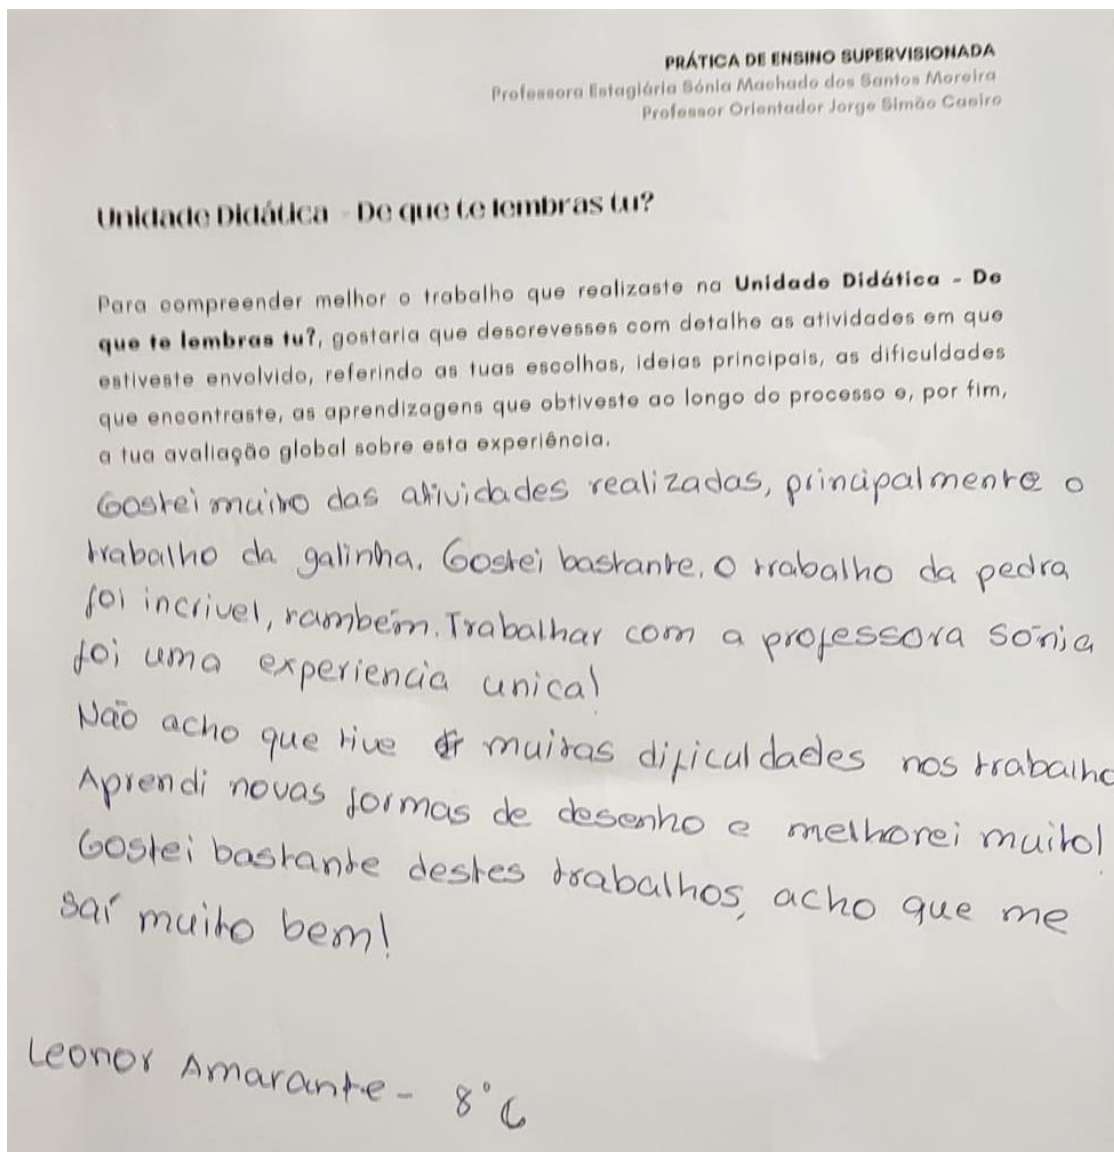 PRÁTICA DE ENSINO SUPERVISIONADA
Professora Estagiária Sónia Machado dos Santos Moreira
Professor Orientador Jorge Simão Caeiro
Unidade Didática - De que te lembras tu?
Para compreender melhor o trabalho que realizaste na Unidade Didática - De
que te lembras tu?, gostaria que descrevesses com detalhe as atividades em que
estiveste envolvido, referindo as tuas escolhas, ideias principais, as dificuldades
que encontraste, as aprendizagens que obtiveste ao longo do processo e, por fim,
a tua avaliação global sobre esta experiência.
Gostei muito das atividades realizadas, principalmente o
trabalho da galinha. Gostei bastante. O trabalho da pedra
foi incrivel, também. Trabalhar com a professora Sónia
foi uma experiencia unica!
Não acho que tive muitas dificuldades nos trabalho
Aprendi novas formas de desenho e melhorei muito!
Gostei bastante destes trabalhos, acho que me
saí muito bem!
Leonor Amarante - 8°C